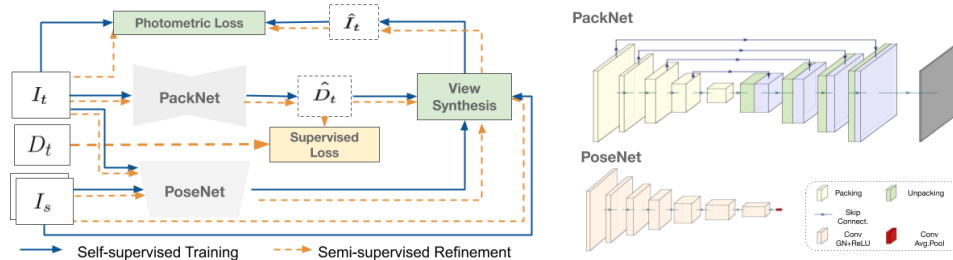 Photometric Loss
Î_t
I_t
PackNet
D̂_t
View
Synthesis
D_t
Supervised
Loss
PoseNet
I_s
Self-supervised Training
Semi-supervised Refinement
PackNet
PoseNet
Packing
Unpacking
Skip
Connect.
Conv
GN+ReLU
Conv
Avg.Pool